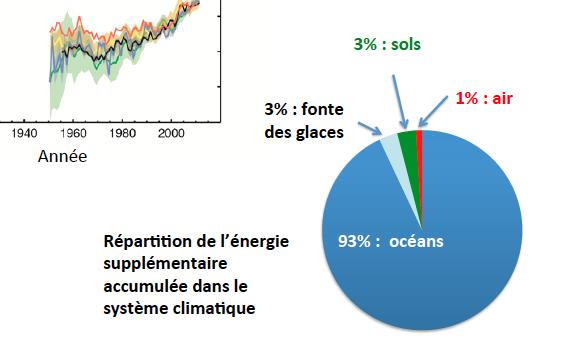 1940 1960 1980 2000
Année
3% : sols
1% : air
3% : fonte
des glaces
93% : océans
Répartition de l’énergie
supplémentaire
accumulée dans le
système climatique